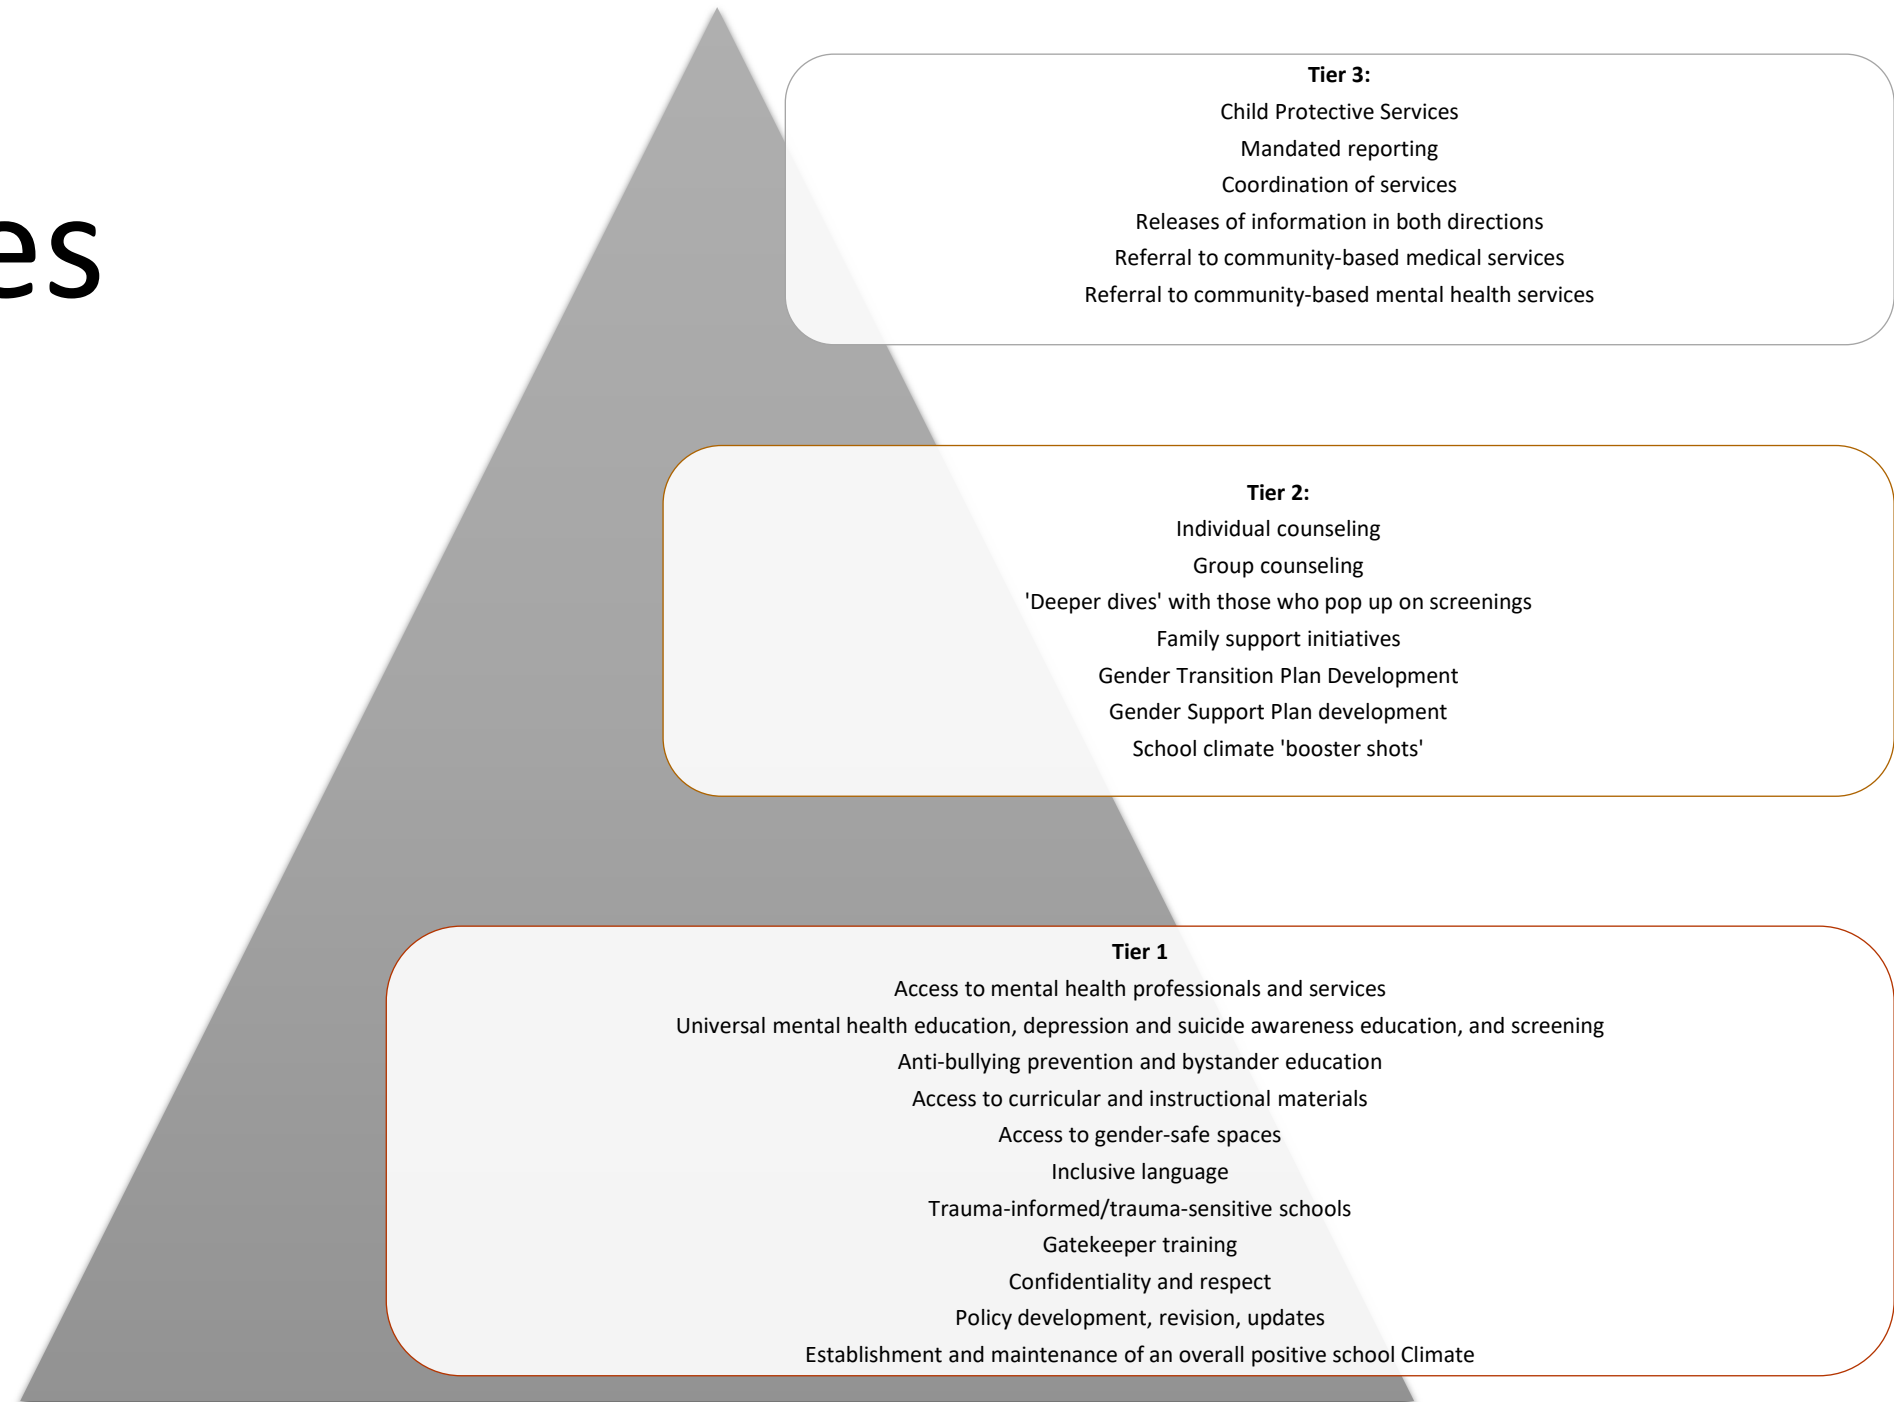 es
Tier 3:
Child Protective Services
Mandated reporting
Coordination of services
Releases of information in both directions
Referral to community-based medical services
Referral to community-based mental health services
Tier 2:
Individual counseling
Group counseling
'Deeper dives' with those who pop up on screenings
Family support initiatives
Gender Transition Plan Development
Gender Support Plan development
School climate 'booster shots'
Tier 1
Access to mental health professionals and services
Universal mental health education, depression and suicide awareness education, and screening
Anti-bullying prevention and bystander education
Access to curricular and instructional materials
Access to gender-safe spaces
Inclusive language
Trauma-informed/trauma-sensitive schools
Gatekeeper training
Confidentiality and respect
Policy development, revision, updates
Establishment and maintenance of an overall positive school Climate